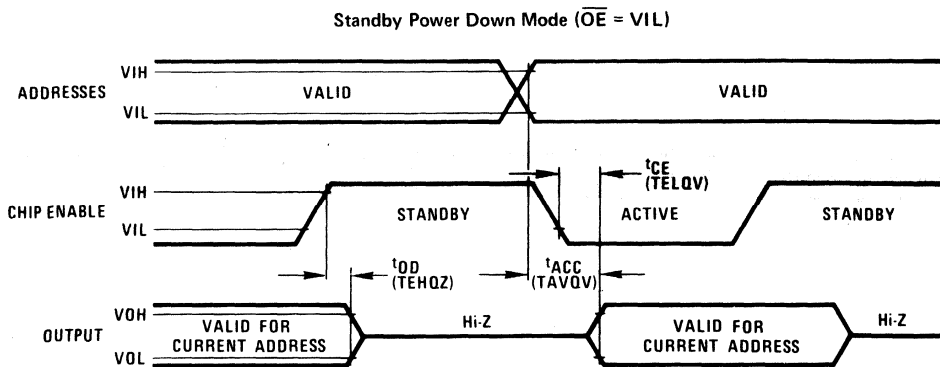 Standby Power Down Mode (OE = VIL)
VIH
ADDRESSES
VALID
VALID
VIL
tCE
(TELQV)
VIH
CHIP ENABLE
STANDBY
ACTIVE
STANDBY
VIL
tOD
(TEHQZ)
tACC
(TAVQV)
VOH
OUTPUT
VALID FOR
CURRENT ADDRESS
Hi-Z
VALID FOR
CURRENT ADDRESS
Hi-Z
VOL